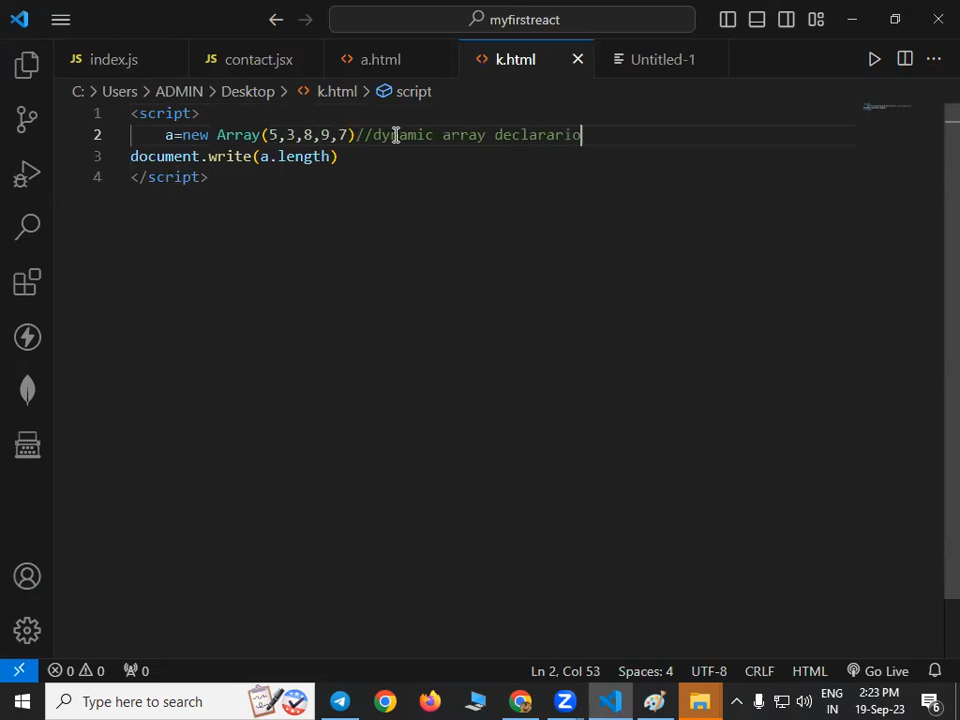 myfirstreact
index.js
contact.jsx
a.html
k.html
Untitled-1
C: > Users > ADMIN > Desktop > k.html > script
1 <script>
2 a=new Array(5,3,8,9,7)//dynamic array declarario
3 document.write(a.length)
4 </script>
0 0 0
Ln 2, Col 53
Spaces: 4
UTF-8
CRLF
HTML
Go Live
Type here to search
ENG
IN
2:23 PM
19-Sep-23
6